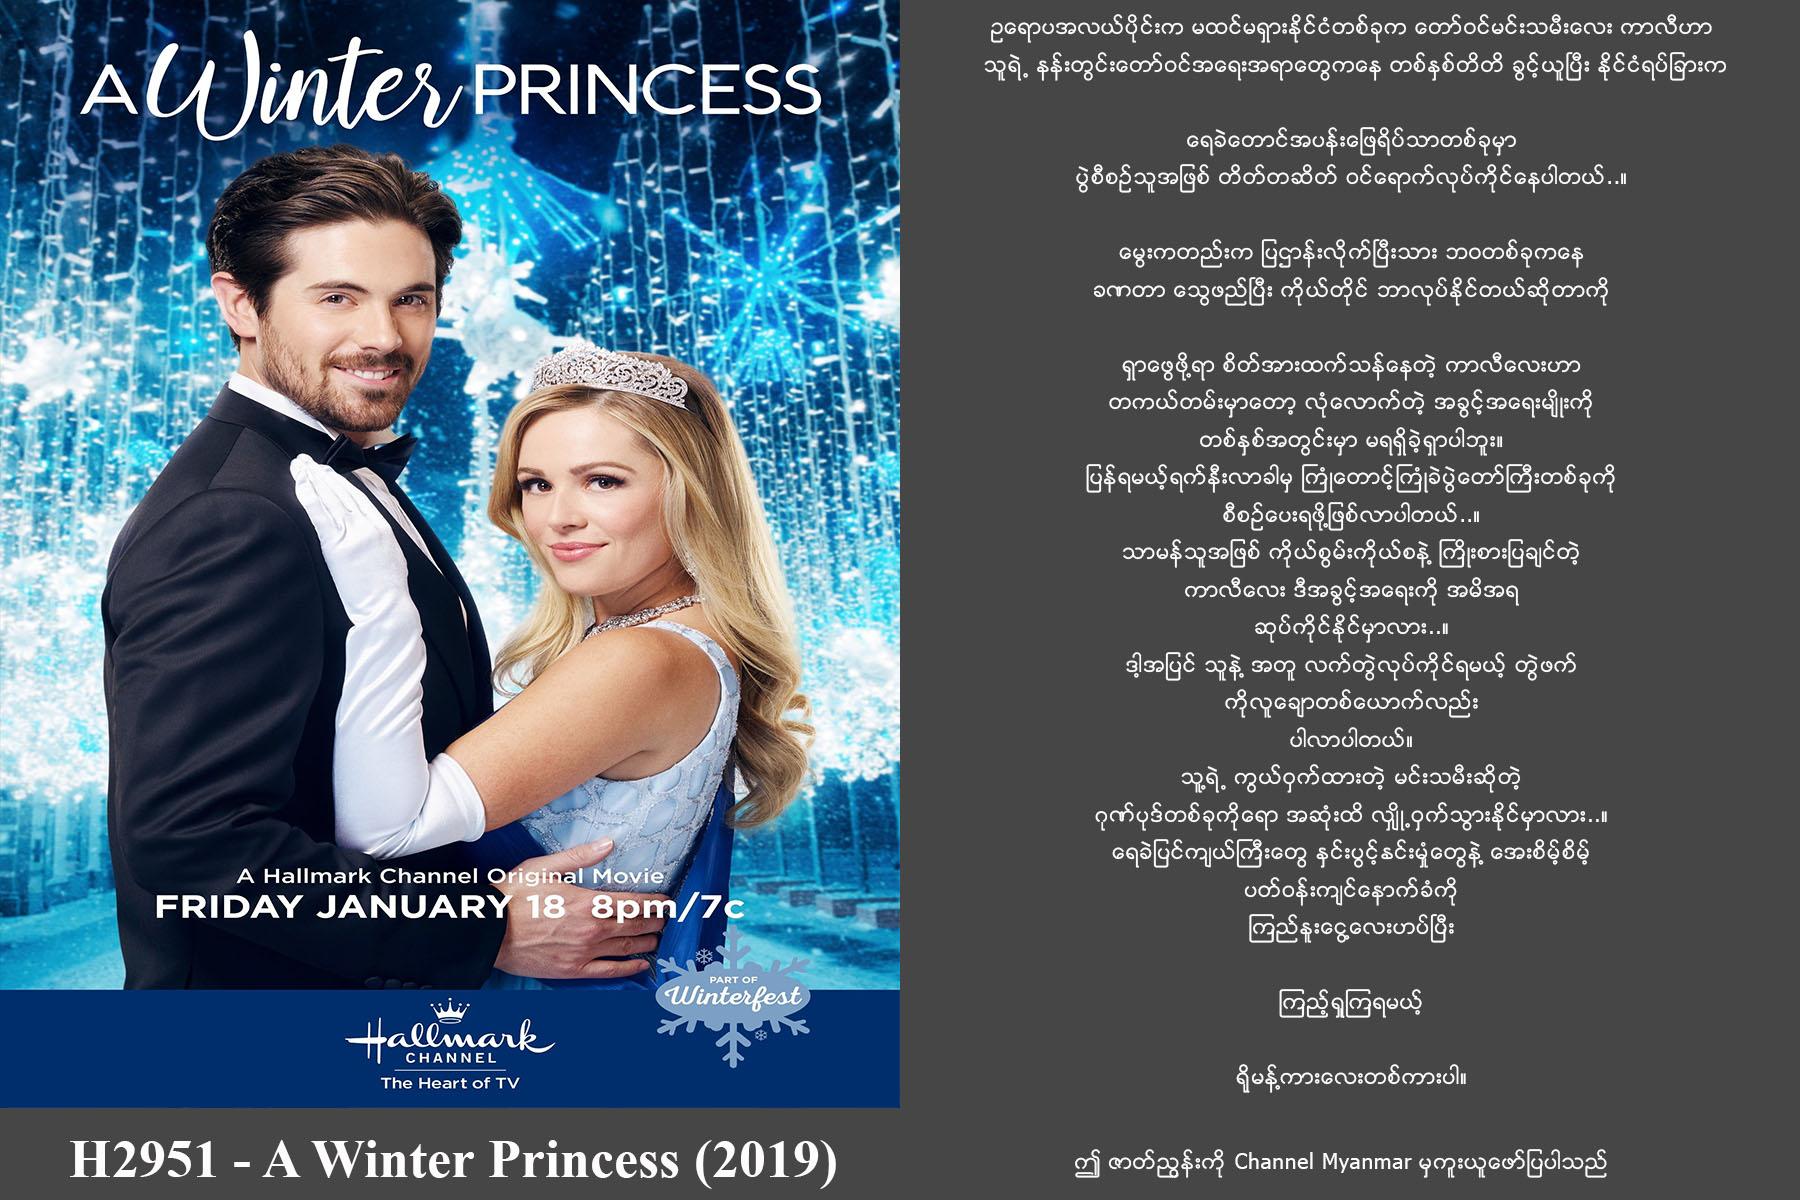 A Winter PRINCESS
A Hallmark Channel Original Movie
FRIDAY JANUARY 18 8pm/7c
PART OF
Winterfest
Hallmark
CHANNEL
The Heart of TV
H2951 - A Winter Princess (2019)
ဥရောပအလယ်ပိုင်းက မထင်မရှားနိုင်ငံတစ်ခုက တော်ဝင်မင်းသမီးလေး ကာလီဟာ
သူရဲ့ နန်းတွင်းတော်ဝင်အရေးအရာတွေကနေ တစ်နှစ်တိတိ ခွင့်ယူပြီး နိုင်ငံရပ်ခြားက
ရေခဲတောင်အပန်းဖြေရိပ်သာတစ်ခုမှာ
ပွဲစီစဉ်သူအဖြစ် တိတ်တဆိတ် ဝင်ရောက်လုပ်ကိုင်နေပါတယ်..။
မွေးကတည်းက ပြဌာန်းလိုက်ပြီးသား ဘဝတစ်ခုကနေ
ခဏတာ သွေဖည်ပြီး ကိုယ်တိုင် ဘာလုပ်နိုင်တယ်ဆိုတာကို
ရှာဖွေဖို့ရာ စိတ်အားထက်သန်နေတဲ့ ကာလီလေးဟာ
တကယ်တမ်းမှာတော့ လုံလောက်တဲ့ အခွင့်အရေးမျိုးကို
တစ်နှစ်အတွင်းမှာ မရရှိခဲ့ရှာပါဘူး။
ပြန်ရမယ့်ရက်နီးလာခါမှ ကြုံတောင့်ကြုံခဲပွဲတော်ကြီးတစ်ခုကို
စီစဉ်ပေးရဖို့ဖြစ်လာပါတယ်..။
သာမန်သူအဖြစ် ကိုယ်စွမ်းကိုယ်စနဲ့ ကြိုးစားပြချင်တဲ့
ကာလီလေး ဒီအခွင့်အရေးကို အမိအရ
ဆုပ်ကိုင်နိုင်မှာလား..။
ဒါ့အပြင် သူနဲ့ အတူ လက်တွဲလုပ်ကိုင်ရမယ့် တွဲဖက်
ကိုလူချောတစ်ယောက်လည်း
ပါလာပါတယ်။
သူ့ရဲ့ ကွယ်ဝှက်ထားတဲ့ မင်းသမီးဆိုတဲ့
ဂုဏ်ပုဒ်တစ်ခုကိုရော အဆုံးထိ လျှို့ဝှက်သွားနိုင်မှာလား..။
ရေခဲပြင်ကျယ်ကြီးတွေ နှင်းပွင့်နှင်းမှုံတွေနဲ့ အေးစိမ့်စိမ့်
ပတ်ဝန်းကျင်နောက်ခံကို
ကြည်နူးငွေ့လေးဟပ်ပြီး
ကြည့်ရှုကြရမယ့်
ရိုမန့်ကားလေးတစ်ကားပါ။
ဤ ဇာတ်ညွှန်းကို Channel Myanmar မှကူးယူဖော်ပြပါသည်